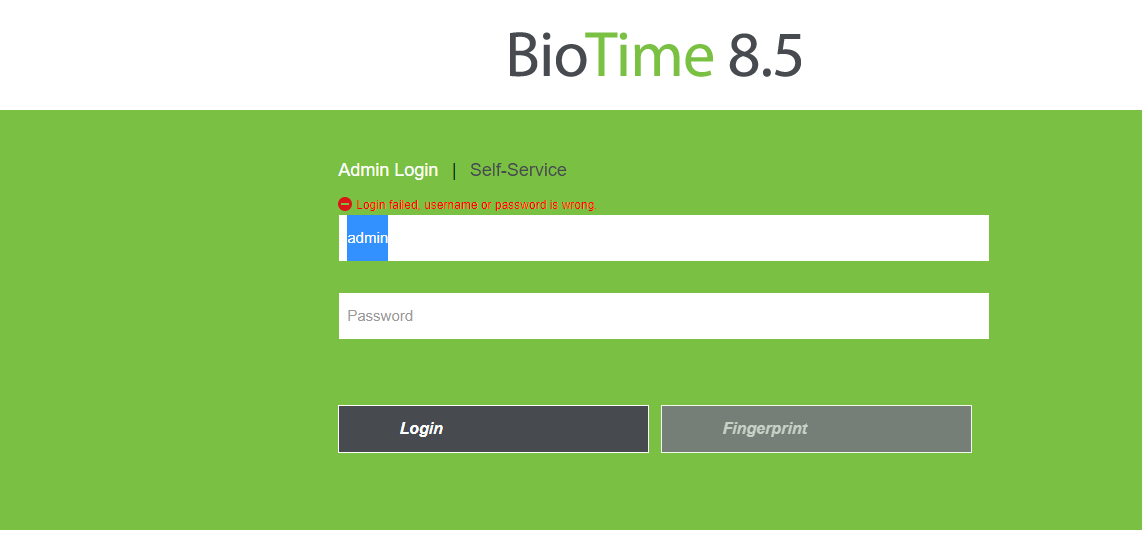 BioTime 8.5
Admin Login | Self-Service
Login failed, username or password is wrong.
admin
Password
Login Fingerprint